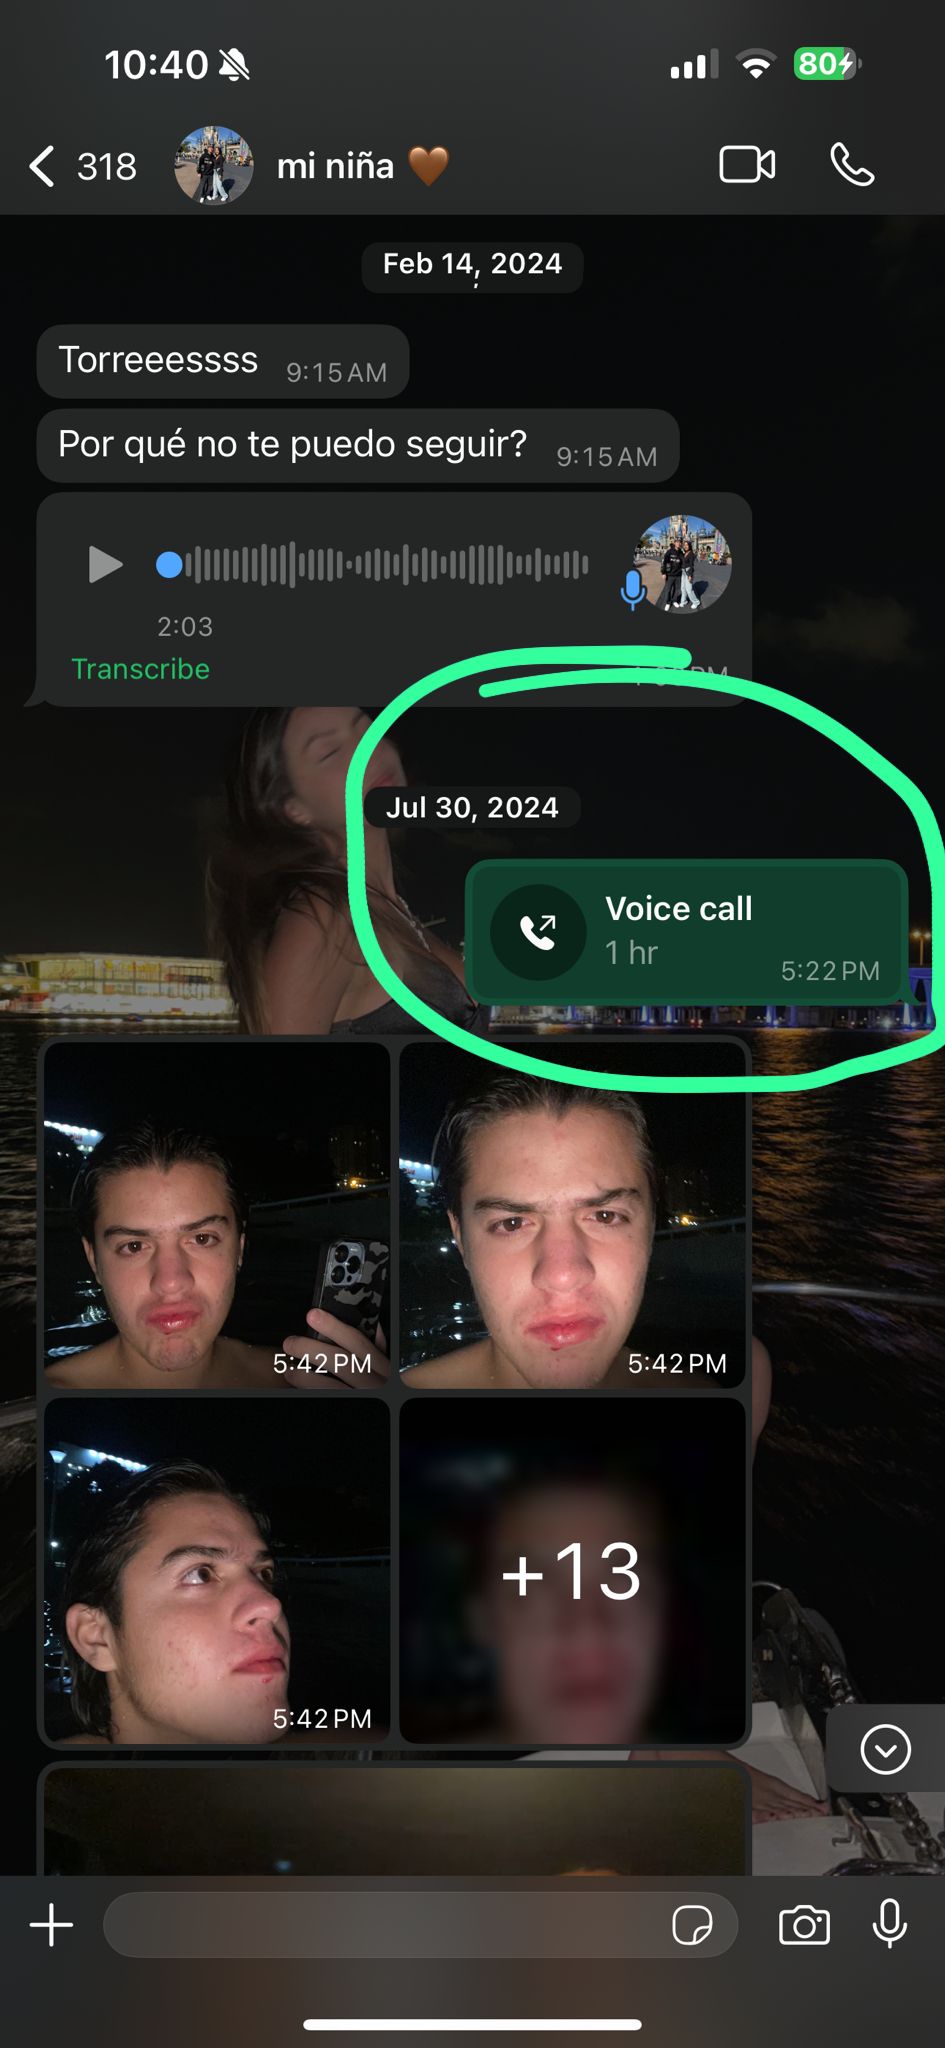 10:40
80
318
mi niña 🤎
Feb 14, 2024
Torreeessss 9:15 AM
Por qué no te puedo seguir? 9:15 AM
2:03
Transcribe
PM
Jul 30, 2024
Voice call
1 hr
5:22 PM
5:42 PM
5:42 PM
5:42 PM
+13